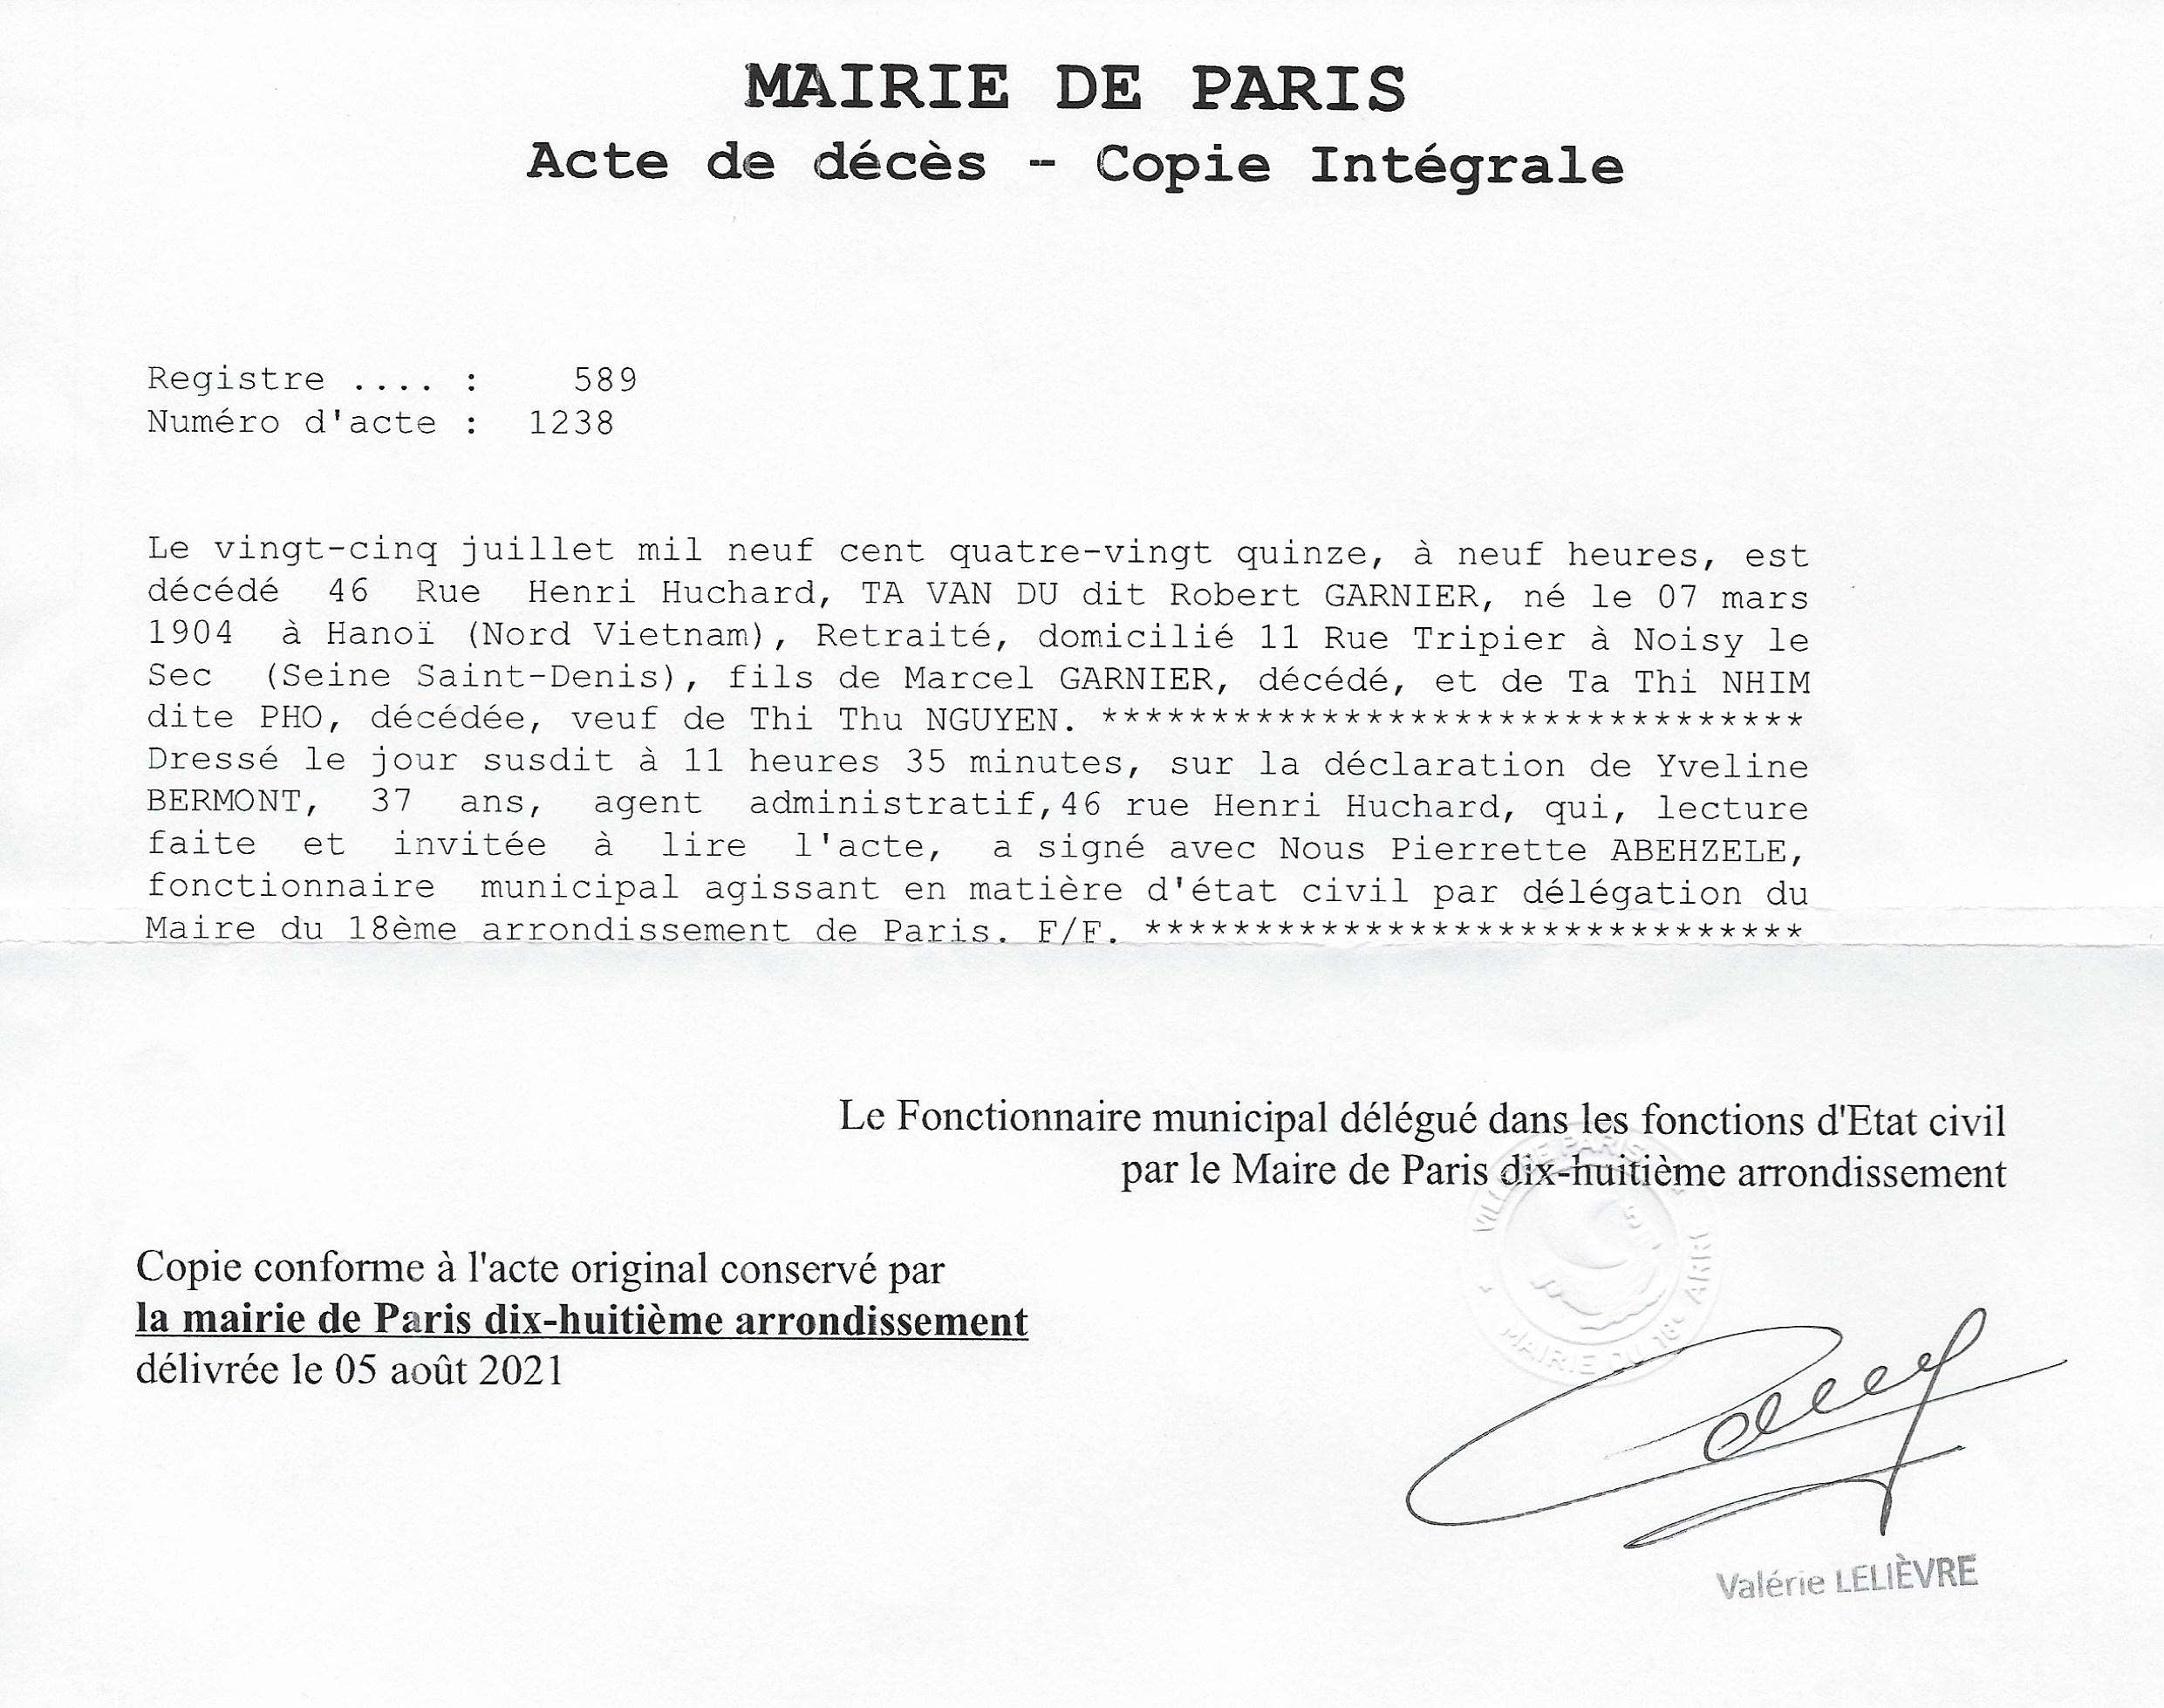 MAIRIE DE PARIS
Acte de décès - Copie Intégrale
Registre .... : 589
Numéro d'acte : 1238
Le vingt-cinq juillet mil neuf cent quatre-vingt quinze, à neuf heures, est
décédé 46 Rue Henri Huchard, TA VAN DU dit Robert GARNIER, né le 07 mars
1904 à Hanoï (Nord Vietnam), Retraité, domicilié 11 Rue Tripier à Noisy le
Sec (Seine Saint-Denis), fils de Marcel GARNIER, décédé, et de Ta Thi NHIM
dite PHO, décédée, veuf de Thi Thu NGUYEN. ********************************
Dressé le jour susdit à 11 heures 35 minutes, sur la déclaration de Yveline
BERMONT, 37 ans, agent administratif,46 rue Henri Huchard, qui, lecture
faite et invitée à lire l'acte, a signé avec Nous Pierrette ABEHZELE,
fonctionnaire municipal agissant en matière d'état civil par délégation du
Maire du 18ème arrondissement de Paris. F/F. ******************************
Le Fonctionnaire municipal délégué dans les fonctions d'Etat civil
par le Maire de Paris dix-huitième arrondissement
VILLE DE PARIS
MAIRIE DU 18e ARRt
Copie conforme à l'acte original conservé par
la mairie de Paris dix-huitième arrondissement
délivrée le 05 août 2021
Valérie LELIÈVRE